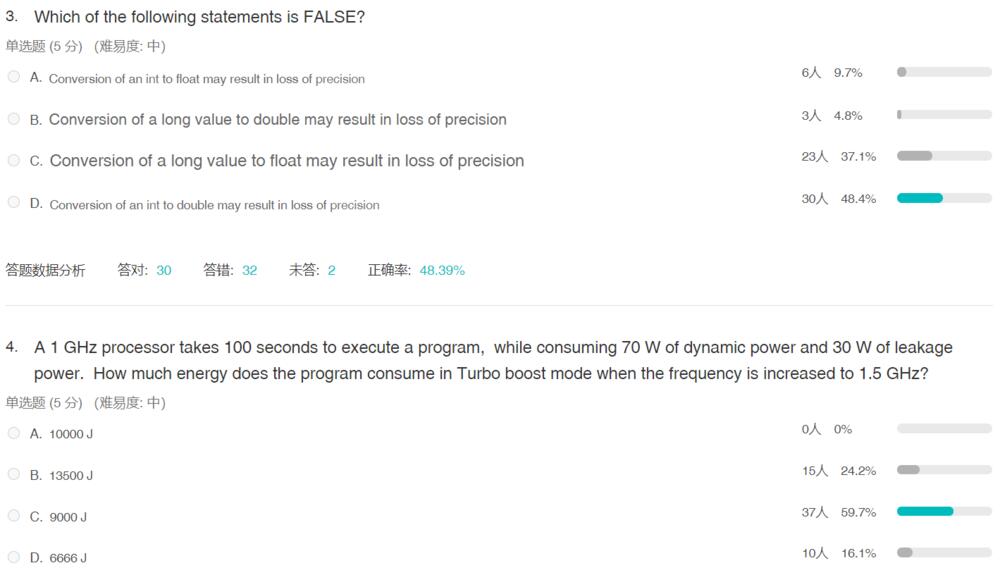 3. Which of the following statements is FALSE?
单选题 (5 分) (难易度: 中)
A. Conversion of an int to float may result in loss of precision 6人 9.7%
B. Conversion of a long value to double may result in loss of precision 3人 4.8%
C. Conversion of a long value to float may result in loss of precision 23人 37.1%
D. Conversion of an int to double may result in loss of precision 30人 48.4%
答题数据分析 答对: 30 答错: 32 未答: 2 正确率: 48.39%
4. A 1 GHz processor takes 100 seconds to execute a program, while consuming 70 W of dynamic power and 30 W of leakage
power. How much energy does the program consume in Turbo boost mode when the frequency is increased to 1.5 GHz?
单选题 (5 分) (难易度: 中)
A. 10000 J 0人 0%
B. 13500 J 15人 24.2%
C. 9000 J 37人 59.7%
D. 6666 J 10人 16.1%